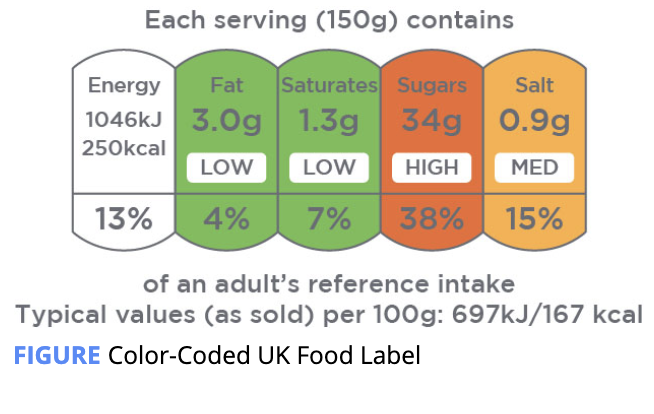 Each serving (150g) contains
Energy Fat Saturates Sugars Salt
1046kJ 3.0g 1.3g 34g 0.9g
250kcal
LOW LOW HIGH MED
13% 4% 7% 38% 15%
of an adult's reference intake
Typical values (as sold) per 100g: 697kJ/167 kcal
FIGURE Color-Coded UK Food Label